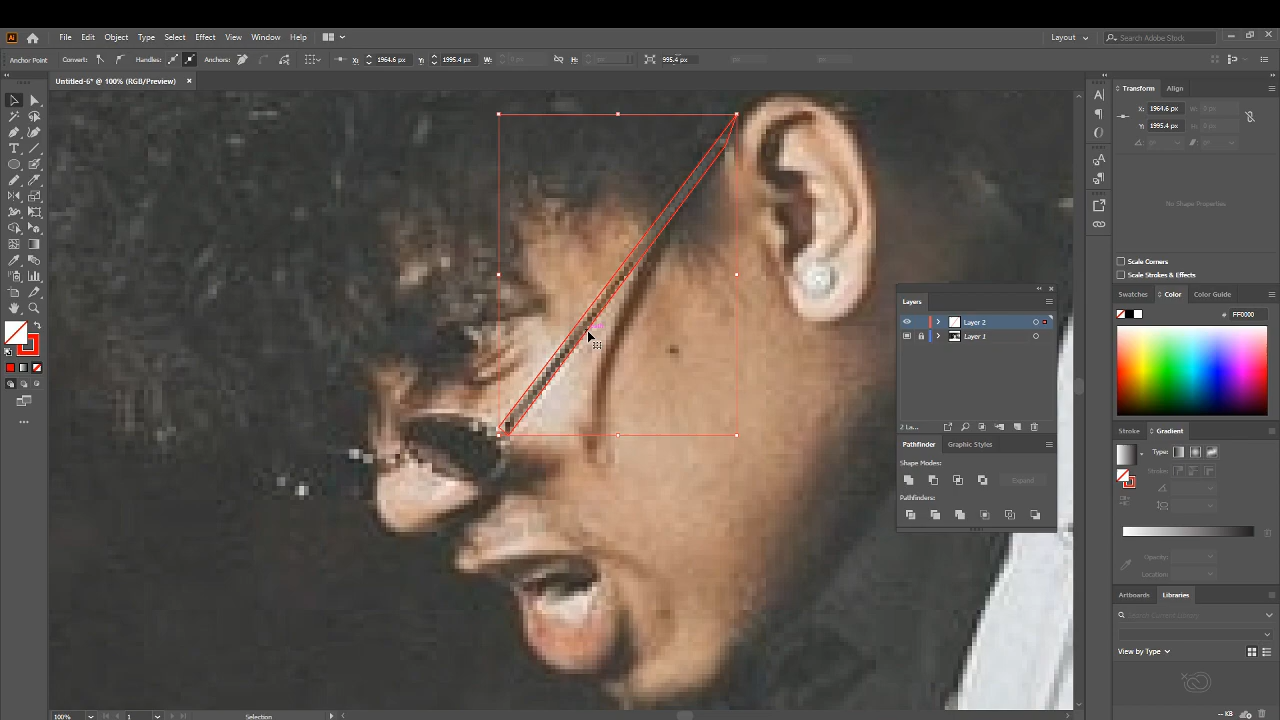 Ai File Edit Object Type Select Effect View Window Help Layout Search Adobe Stock
Anchor Point Convert: Handles: Anchors: X: 1964.6 px Y: 1995.4 px W: 0 px 995.4 px
Untitled-6* @ 100% (RGB/Preview) ×
Transform Align
X: 1964.6 px W: 0 px
Y: 1995.4 px H: 0 px
No Shape Properties
Scale Corners
Scale Strokes & Effects
Swatches Color Color Guide
# FF0000
Layers
Layer 2
Layer 1
2 La...
Pathfinder Graphic Styles
Shape Modes:
Expand
Pathfinders:
Stroke Gradient
Type:
Stroke:
Opacity:
Location:
Artboards Libraries
View by Type
-- KB
100% 1 Selection